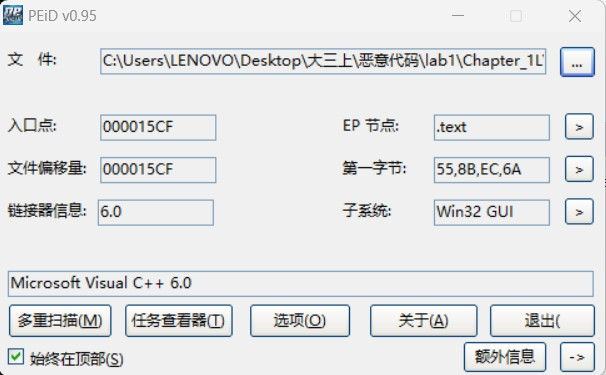 PEiD v0.95
文 件: C:\Users\LENOVO\Desktop\大三上\恶意代码\lab1\Chapter_1L ...
入口点: 000015CF EP 节点: .text >
文件偏移量: 000015CF 第一字节: 55,8B,EC,6A >
链接器信息: 6.0 子系统: Win32 GUI >
Microsoft Visual C++ 6.0
多重扫描(M) 任务查看器(T) 选项(O) 关于(A) 退出(
始终在顶部(S) 额外信息 ->